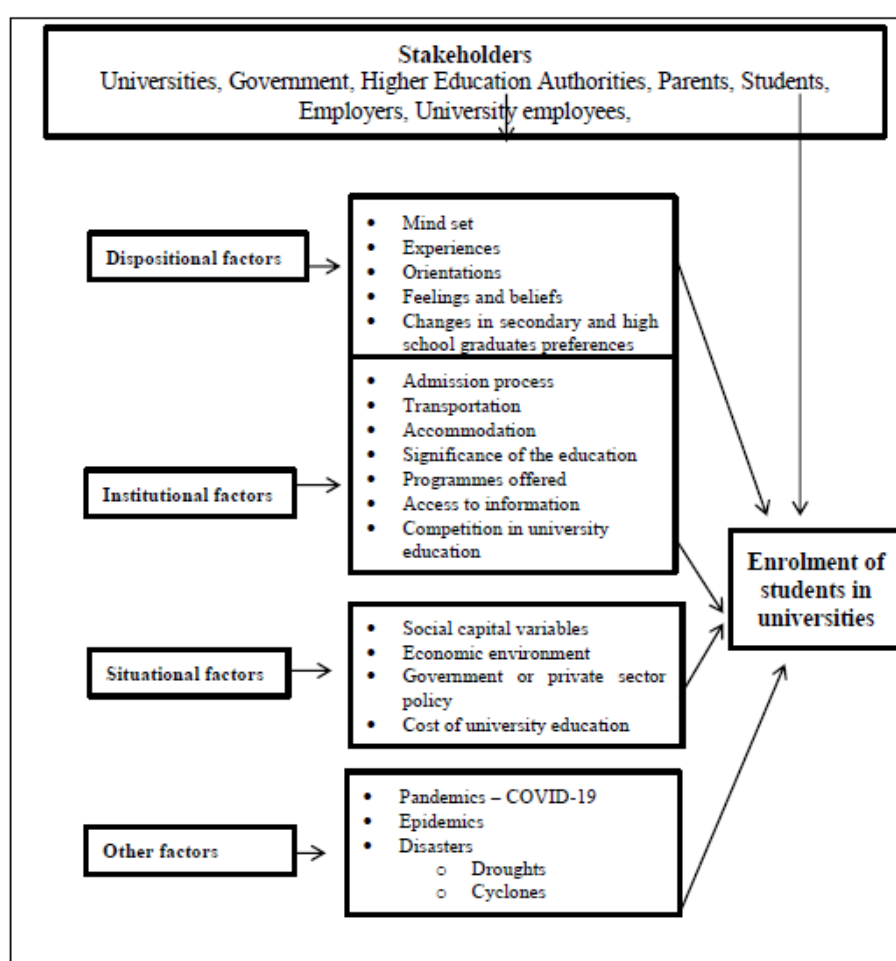 Stakeholders
Universities, Government, Higher Education Authorities, Parents, Students,
Employers, University employees,
Dispositional factors
• Mind set
• Experiences
• Orientations
• Feelings and beliefs
• Changes in secondary and high
school graduates preferences
Institutional factors
• Admission process
• Transportation
• Accommodation
• Significance of the education
• Programmes offered
• Access to information
• Competition in university
education
Enrolment of
students in
universities
Situational factors
• Social capital variables
• Economic environment
• Government or private sector
policy
• Cost of university education
Other factors
• Pandemics – COVID-19
• Epidemics
• Disasters
o Droughts
o Cyclones